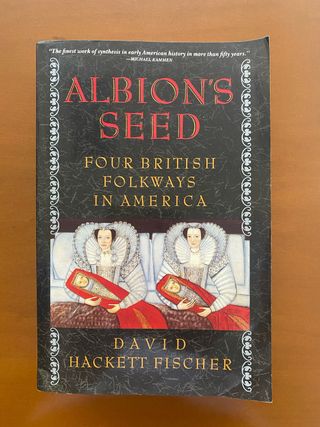 "The finest work of synthesis in early American history in more than fifty years."
—MICHAEL KAMMEN
ALBION'S
SEED
FOUR BRITISH
FOLKWAYS
IN AMERICA
DAVID
HACKETT FISCHER